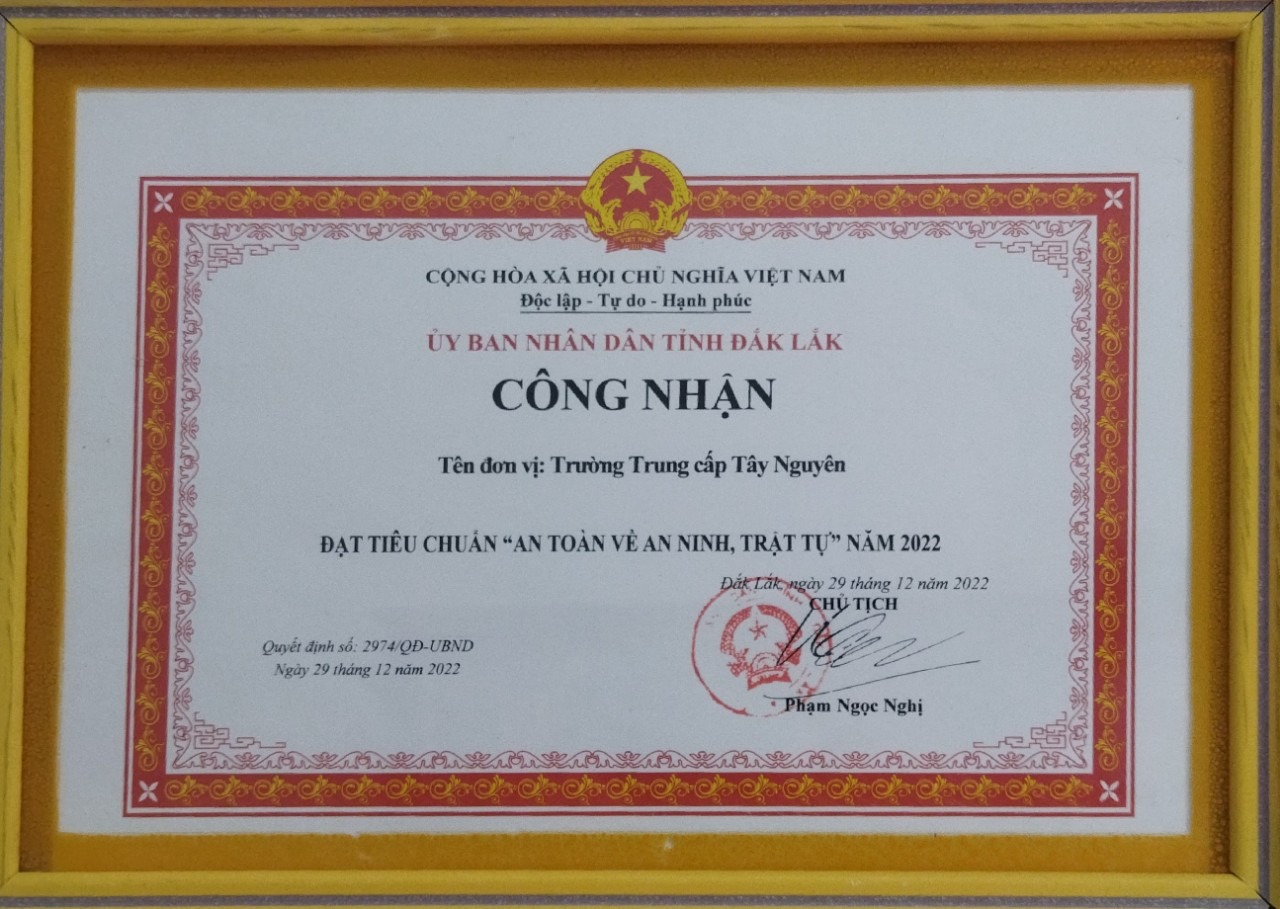 VIỆT NAM
CỘNG HÒA XÃ HỘI CHỦ NGHĨA VIỆT NAM
Độc lập - Tự do - Hạnh phúc
ỦY BAN NHÂN DÂN TỈNH ĐẮK LẮK
CÔNG NHẬN
Tên đơn vị: Trường Trung cấp Tây Nguyên
ĐẠT TIÊU CHUẨN “AN TOÀN VỀ AN NINH, TRẬT TỰ” NĂM 2022
Đắk Lắk, ngày 29 tháng 12 năm 2022
CHỦ TỊCH
Quyết định số: 2974/QĐ-UBND
Ngày 29 tháng 12 năm 2022
Phạm Ngọc Nghị